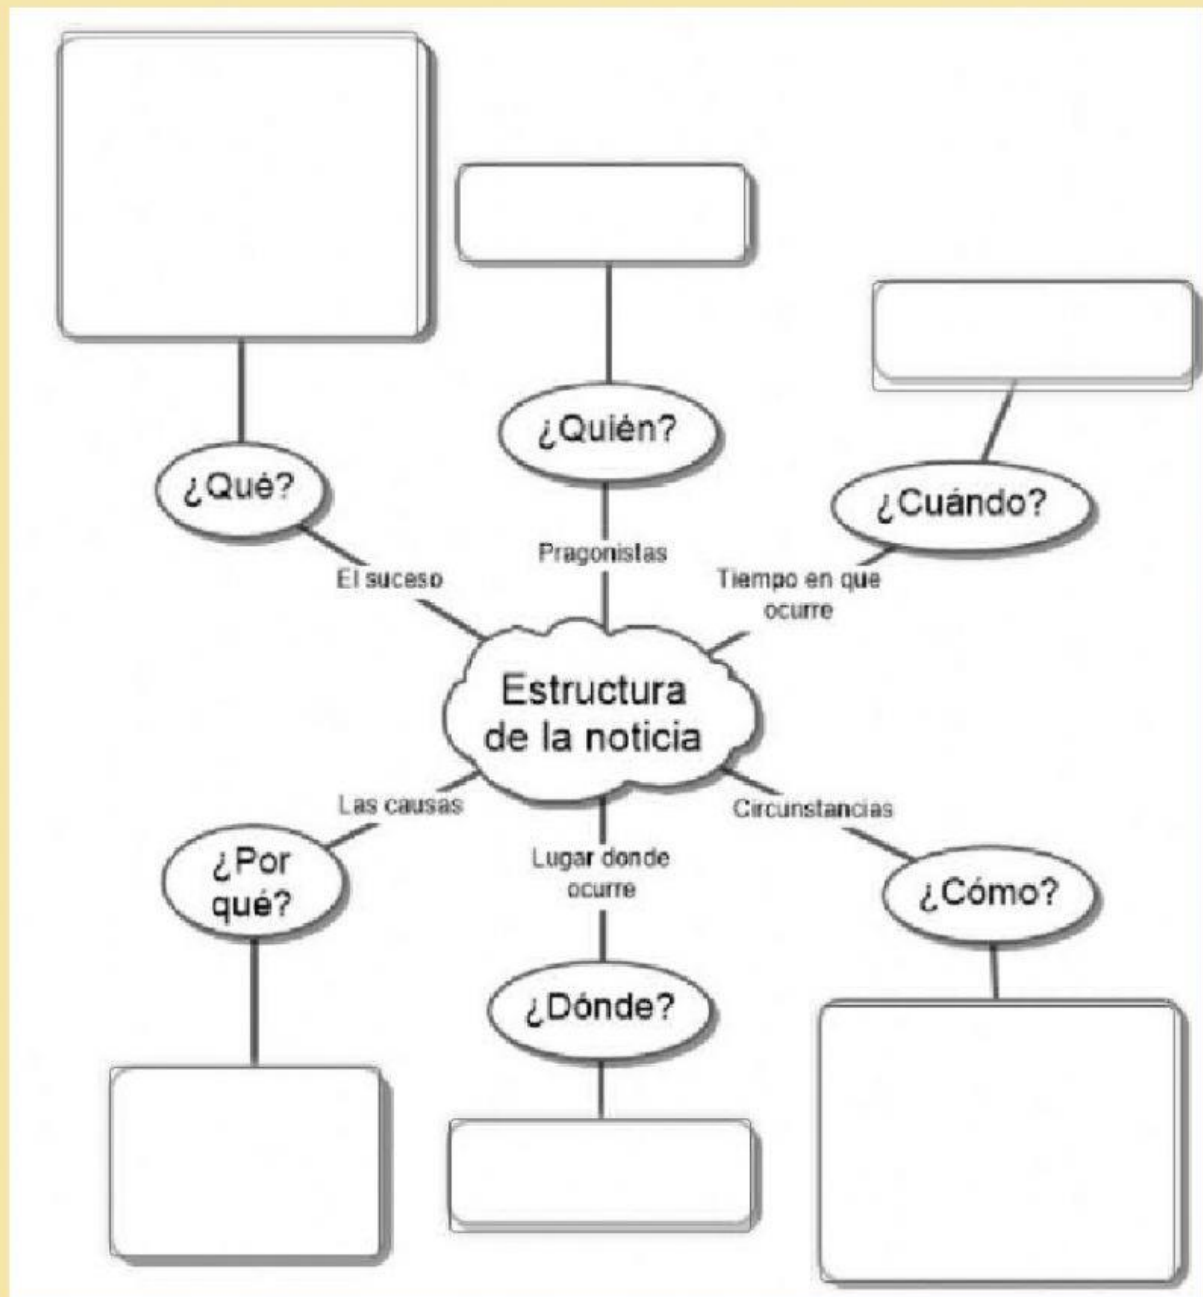 ¿Quién?
¿Qué?
¿Cuándo?
Pragonistas
El suceso
Tiempo en que
ocurre
Estructura
de la noticia
Las causas
Circunstancias
¿Por
qué?
Lugar donde
ocurre
¿Cómo?
¿Dónde?